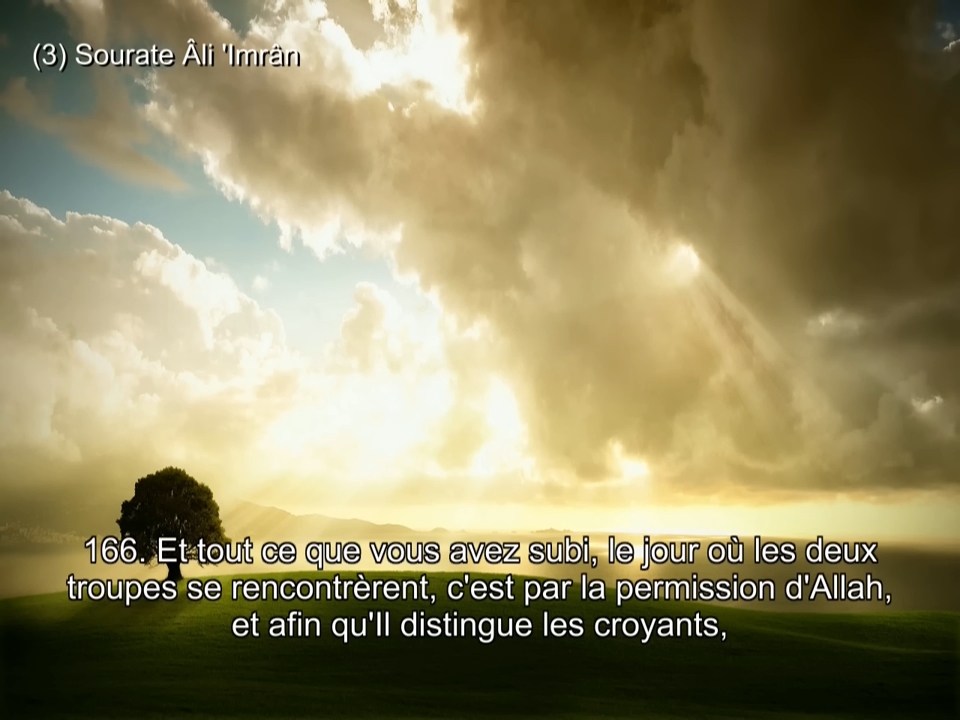 (3) Sourate Âli 'Imrân
166. Et tout ce que vous avez subi, le jour où les deux
troupes se rencontrèrent, c'est par la permission d'Allah,
et afin qu'Il distingue les croyants,